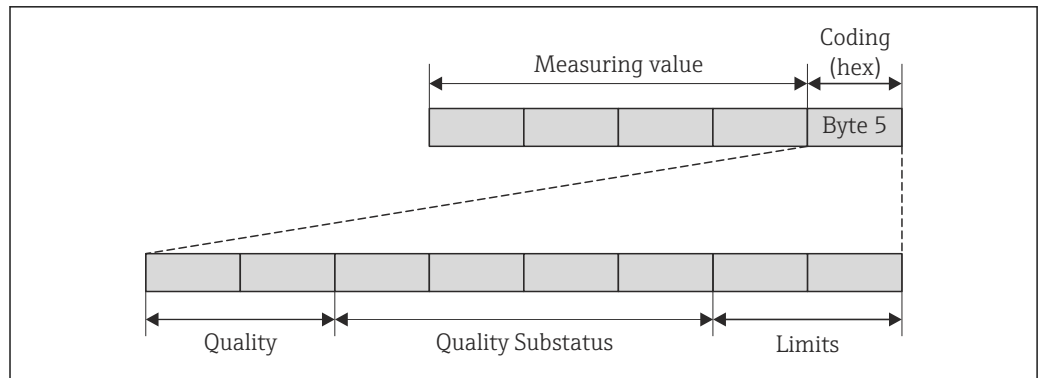 Coding
(hex)
Measuring value
Byte 5
Quality
Quality Substatus
Limits